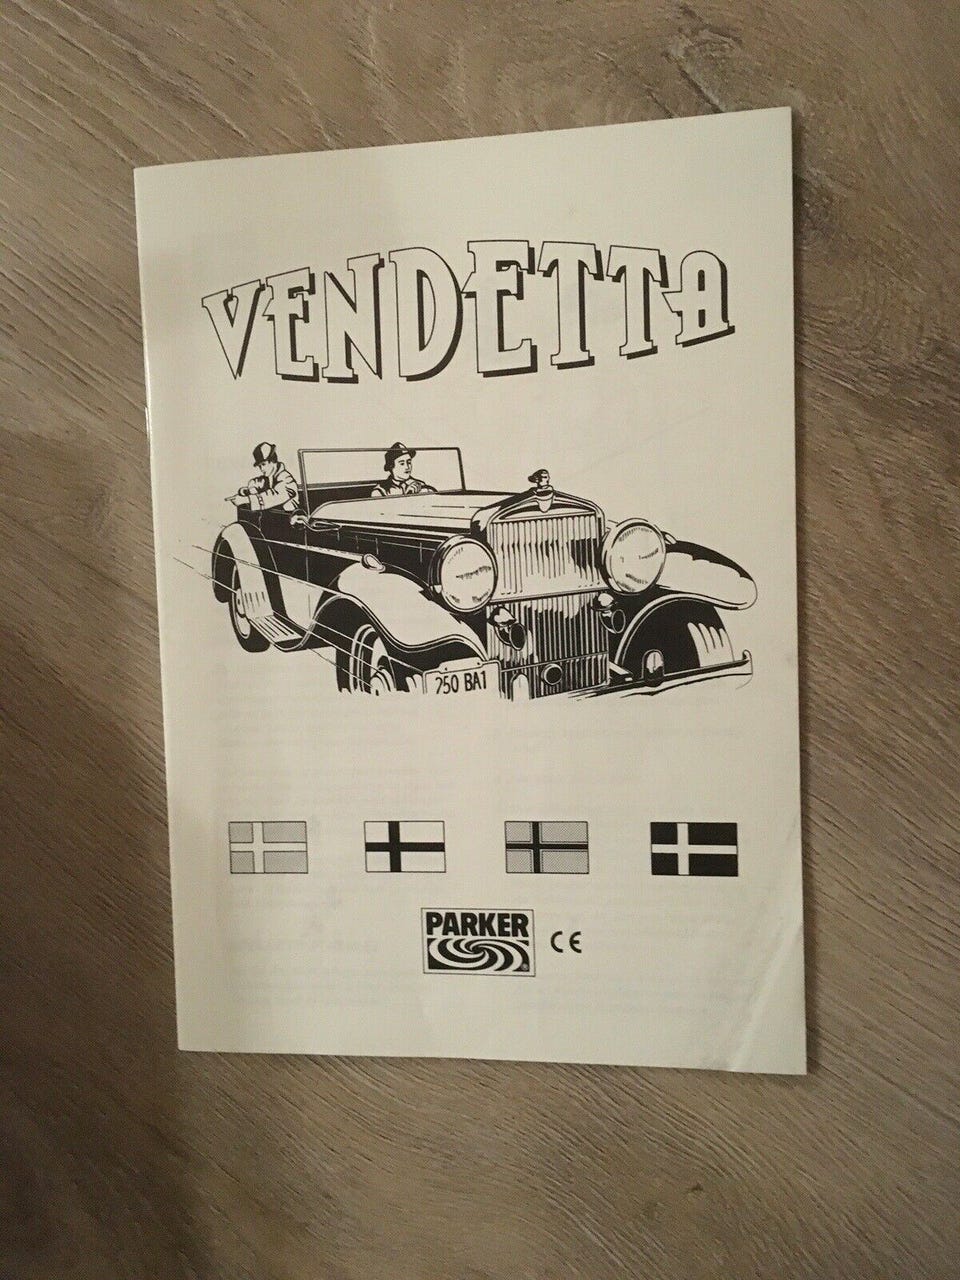 VENDETTA
250 BA1
PARKER
®
CE